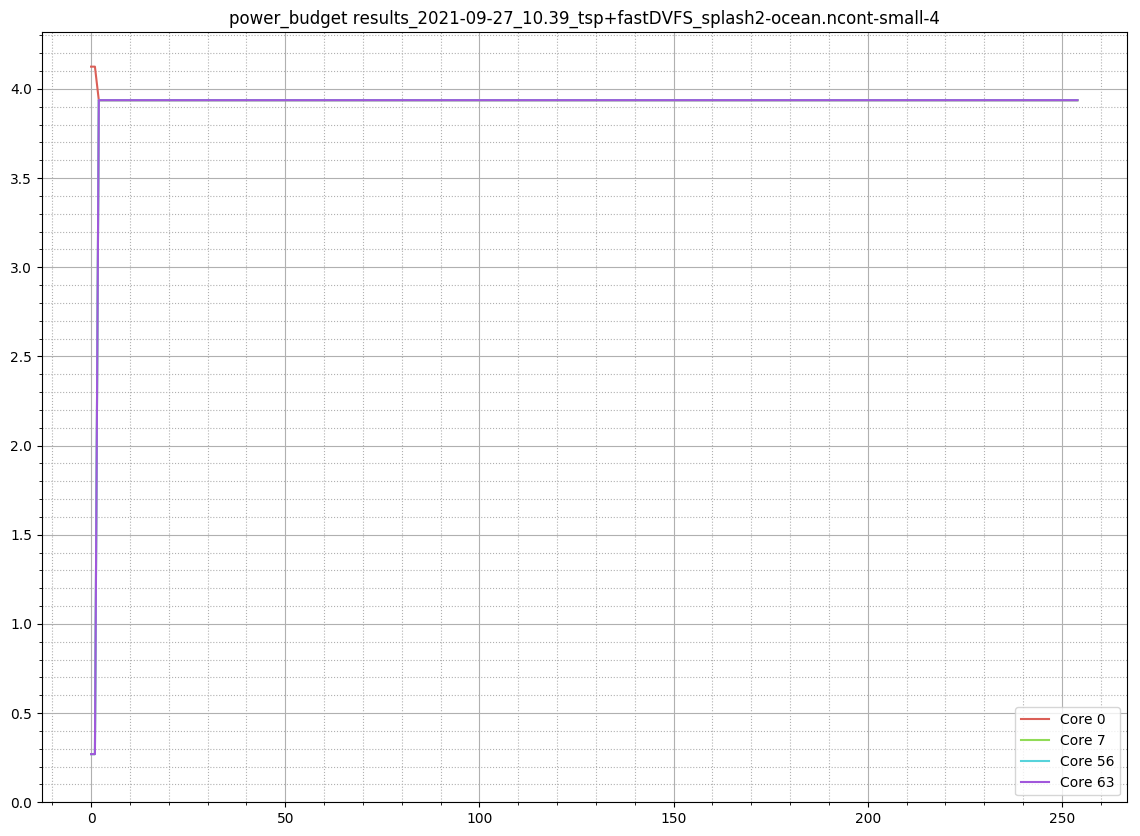 power_budget results_2021-09-27_10.39_tsp+fastDVFS_splash2-ocean.ncont-small-4
4.0
3.5
3.0
2.5
2.0
1.5
1.0
0.5
0.0
0 50 100 150 200 250
Core 0
Core 7
Core 56
Core 63